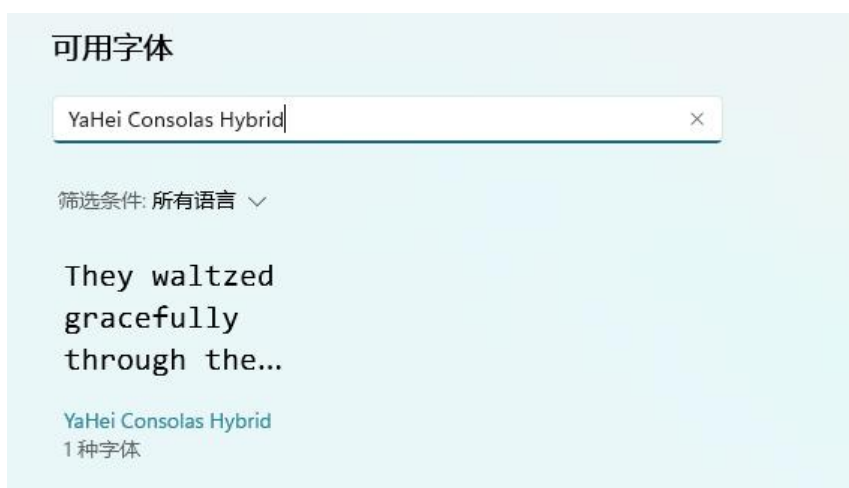 可用字体
YaHei Consolas Hybrid
筛选条件: 所有语言
They waltzed
gracefully
through the...
YaHei Consolas Hybrid
1 种字体